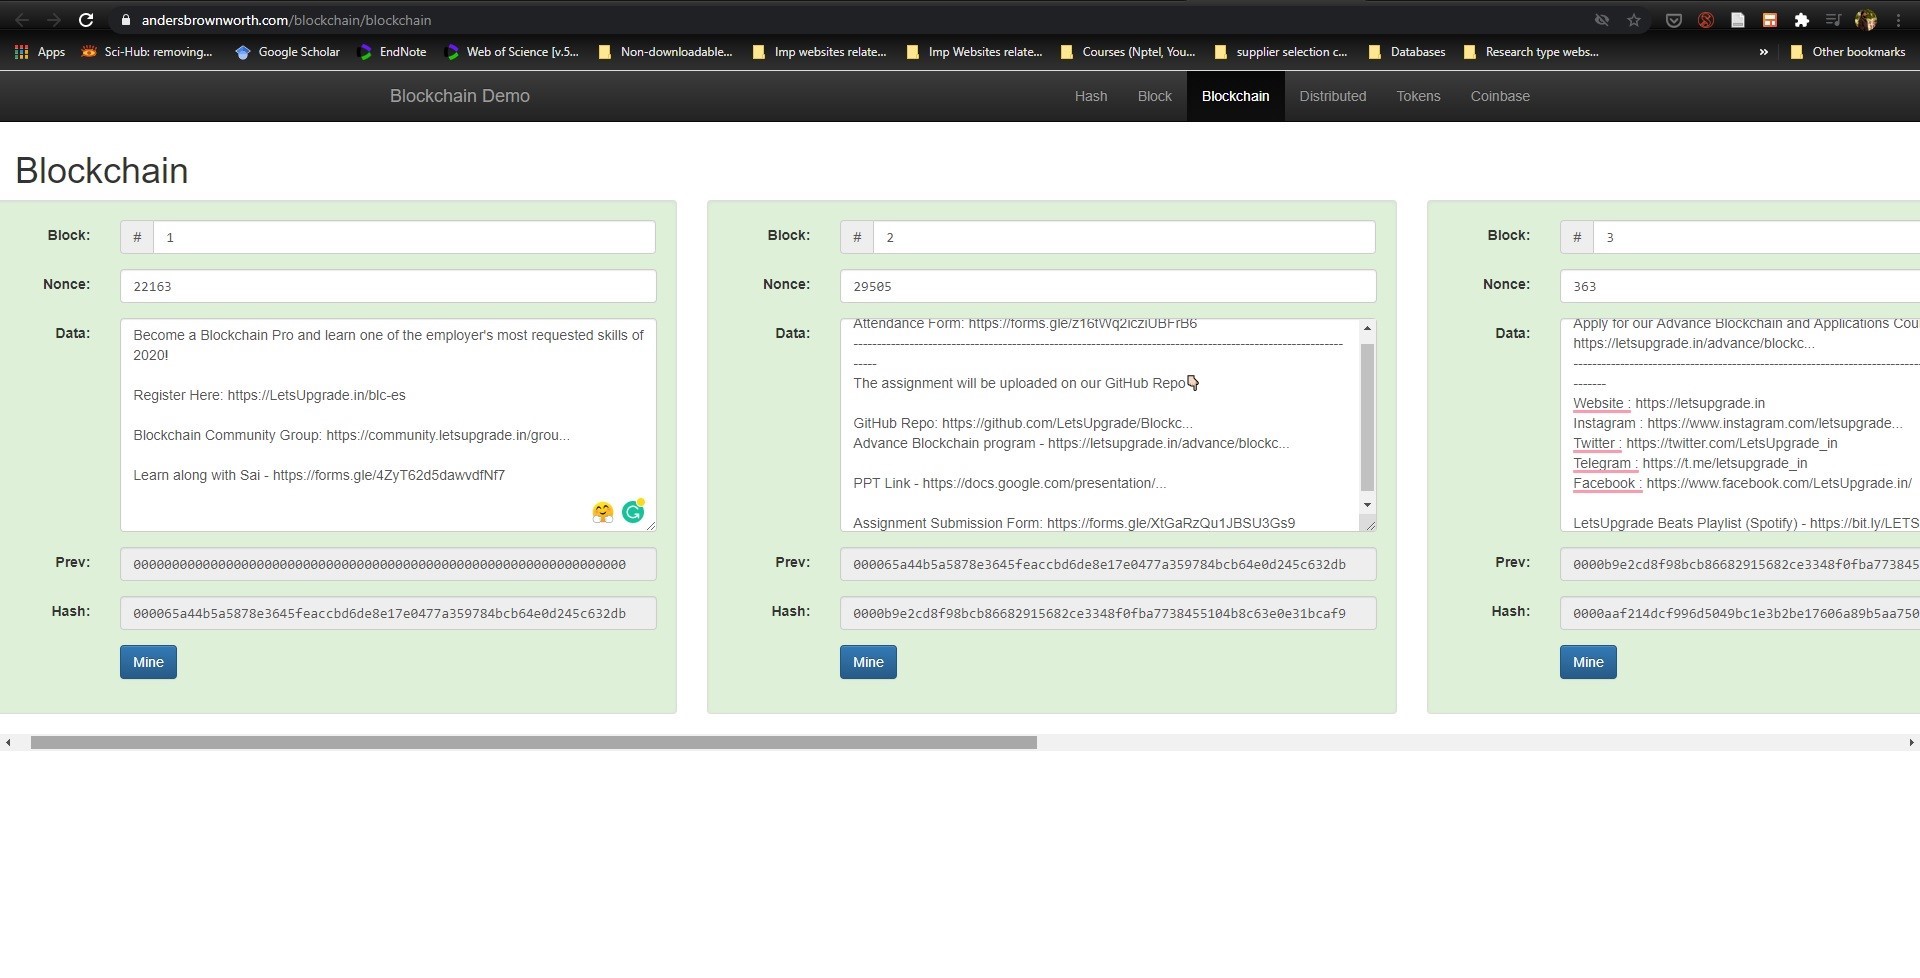 andersbrownworth.com/blockchain/blockchain
Apps Sci-Hub: removing... Google Scholar EndNote Web of Science [v.5... Non-downloadable... Imp websites relate... Imp Websites relate... Courses (Nptel, You... supplier selection c... Databases Research type webs... » Other bookmarks
Blockchain Demo Hash Block Blockchain Distributed Tokens Coinbase
Blockchain
Block: # 1
Nonce: 22163
Data: Become a Blockchain Pro and learn one of the employer's most requested skills of
2020!
Register Here: https://LetsUpgrade.in/blc-es
Blockchain Community Group: https://community.letsupgrade.in/grou...
Learn along with Sai - https://forms.gle/4ZyT62d5dawvdfNf7
Prev: 0000000000000000000000000000000000000000000000000000000000000000
Hash: 000065a44b5a5878e3645feaccbd6de8e17e0477a359784bcb64e0d245c632db
Mine
Block: # 2
Nonce: 29505
Data: Attendance Form: https://forms.gle/z16tWq2icziUBFrB6
--------------------------------------------------------------------------------------------------------
-----
The assignment will be uploaded on our GitHub Repo👇
GitHub Repo: https://github.com/LetsUpgrade/Blockc...
Advance Blockchain program - https://letsupgrade.in/advance/blockc...
PPT Link - https://docs.google.com/presentation/...
Assignment Submission Form: https://forms.gle/XtGaRzQu1JBSU3Gs9
Prev: 000065a44b5a5878e3645feaccbd6de8e17e0477a359784bcb64e0d245c632db
Hash: 0000b9e2cd8f98bcb86682915682ce3348f0fba7738455104b8c63e0e31bcaf9
Mine
Block: # 3
Nonce: 363
Data: Apply for our Advance Blockchain and Applications Cou
https://letsupgrade.in/advance/blockc...
--------------------------------------------------------------------------
-------
Website : https://letsupgrade.in
Instagram : https://www.instagram.com/letsupgrade...
Twitter : https://twitter.com/LetsUpgrade_in
Telegram : https://t.me/letsupgrade_in
Facebook : https://www.facebook.com/LetsUpgrade.in/
LetsUpgrade Beats Playlist (Spotify) - https://bit.ly/LETS
Prev: 0000b9e2cd8f98bcb86682915682ce3348f0fba773845
Hash: 0000aaf214dcf996d5049bc1e3b2be17606a89b5aa750
Mine